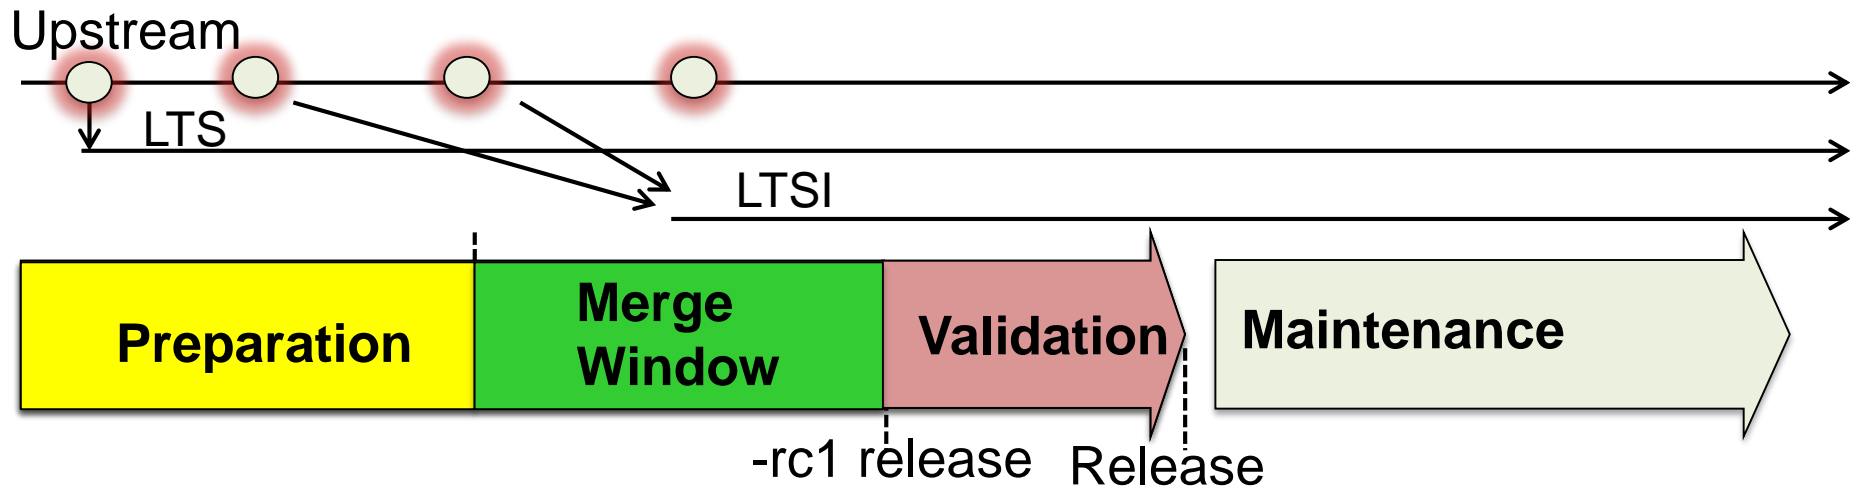 Upstream
LTS
LTSI
Preparation
Merge
Window
Validation
Maintenance
-rc1 release
Release